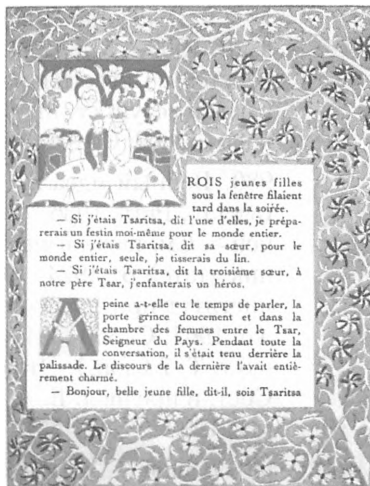 ROIS jeunes filles
sous la fenêtre filaient
tard dans la soirée.
— Si j'étais Tsaritsa, dit l'une d'elles, je prépa-
rerais un festin moi-même pour le monde entier.
— Si j'étais Tsaritsa, dit sa sœur, pour le
monde entier, seule, je tisserais du lin.
— Si j'étais Tsaritsa, dit la troisième sœur, à
notre père Tsar, j'enfanterais un héros.
A peine a-t-elle eu le temps de parler, la
porte grince doucement et dans la
chambre des femmes entre le Tsar,
Seigneur du Pays. Pendant toute la
conversation, il s'était tenu derrière la
palissade. Le discours de la dernière l'avait entiè-
rement charmé.
— Bonjour, belle jeune fille, dit-il, sois Tsaritsa